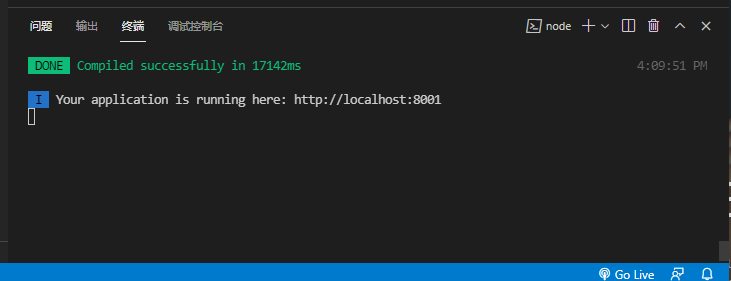 问题 输出 终端 调试控制台 node
DONE Compiled successfully in 17142ms 4:09:51 PM
I Your application is running here: http://localhost:8001
Go Live